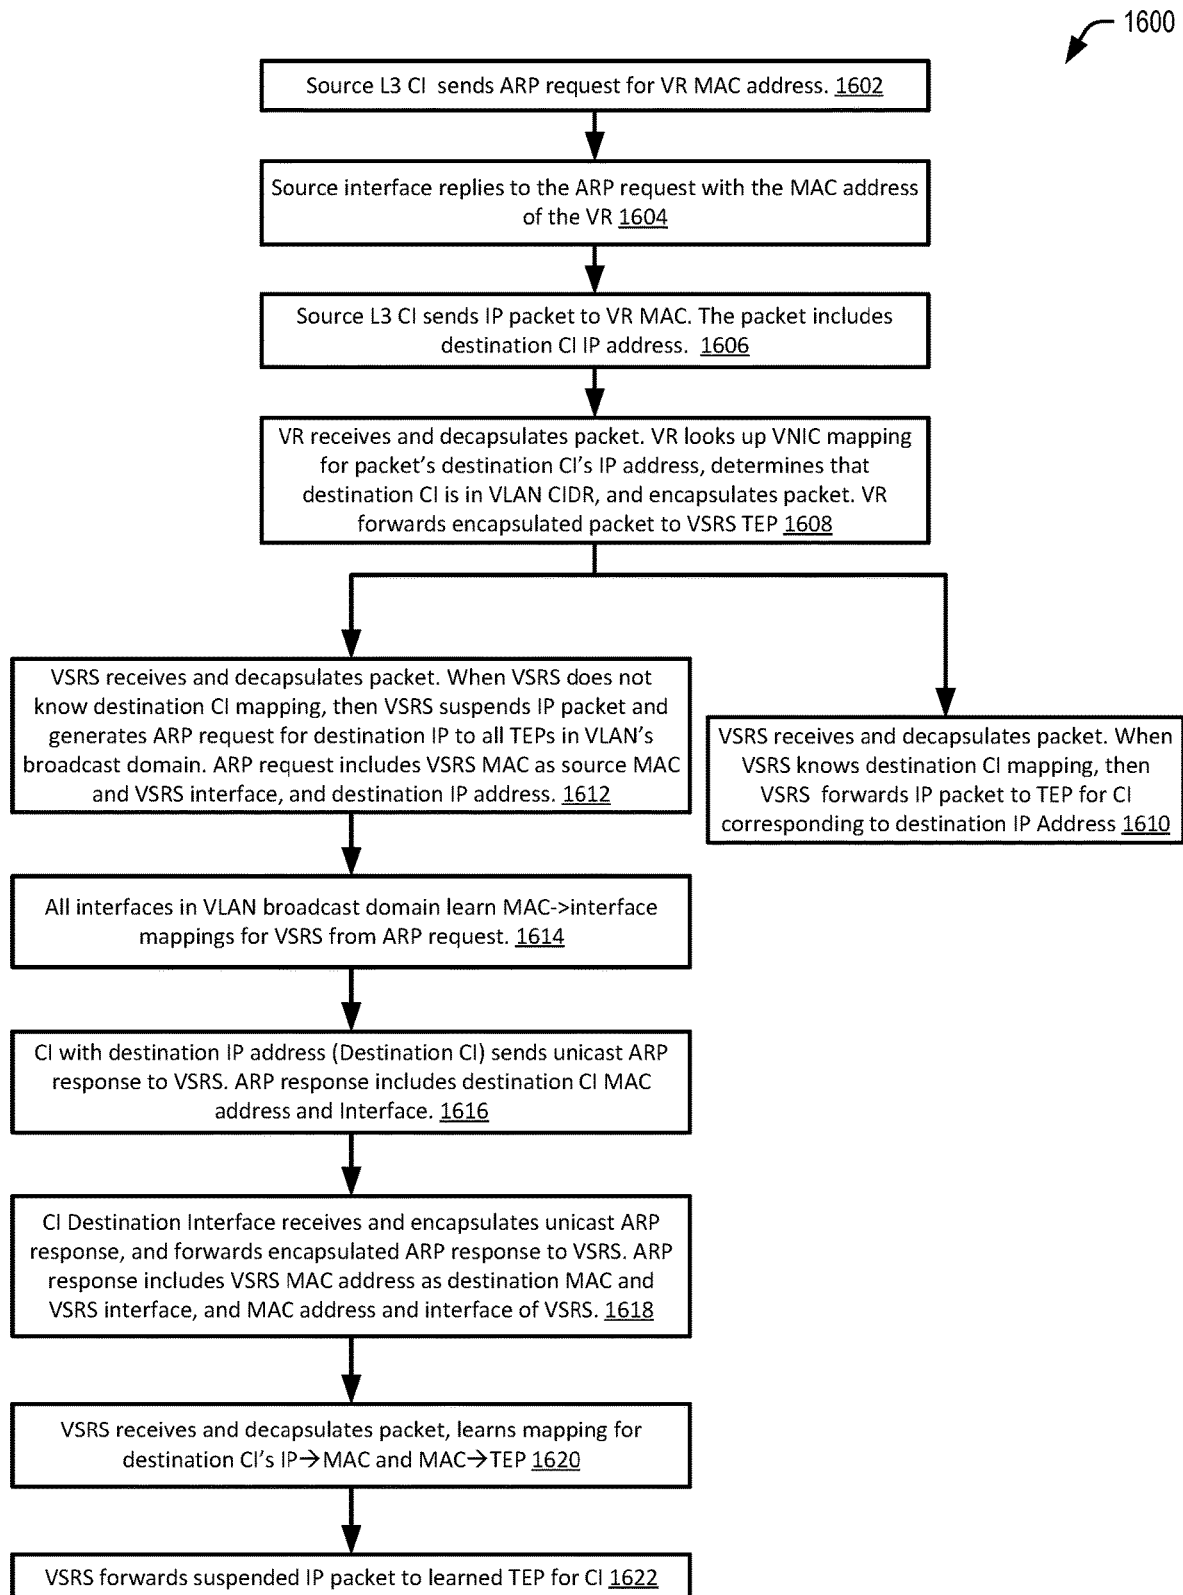 1600
Source L3 CI sends ARP request for VR MAC address. 1602
Source interface replies to the ARP request with the MAC address
of the VR 1604
Source L3 CI sends IP packet to VR MAC. The packet includes
destination CI IP address. 1606
VR receives and decapsulates packet. VR looks up VNIC mapping
for packet's destination CI's IP address, determines that
destination CI is in VLAN CIDR, and encapsulates packet. VR
forwards encapsulated packet to VSRS TEP 1608
VSRS receives and decapsulates packet. When VSRS does not
know destination CI mapping, then VSRS suspends IP packet and
generates ARP request for destination IP to all TEPs in VLAN's
broadcast domain. ARP request includes VSRS MAC as source MAC
and VSRS interface, and destination IP address. 1612
VSRS receives and decapsulates packet. When
VSRS knows destination CI mapping, then
VSRS forwards IP packet to TEP for CI
corresponding to destination IP Address 1610
All interfaces in VLAN broadcast domain learn MAC->interface
mappings for VSRS from ARP request. 1614
CI with destination IP address (Destination CI) sends unicast ARP
response to VSRS. ARP response includes destination CI MAC
address and Interface. 1616
CI Destination Interface receives and encapsulates unicast ARP
response, and forwards encapsulated ARP response to VSRS. ARP
response includes VSRS MAC address as destination MAC and
VSRS interface, and MAC address and interface of VSRS. 1618
VSRS receives and decapsulates packet, learns mapping for
destination CI's IP→MAC and MAC→TEP 1620
VSRS forwards suspended IP packet to learned TEP for CI 1622